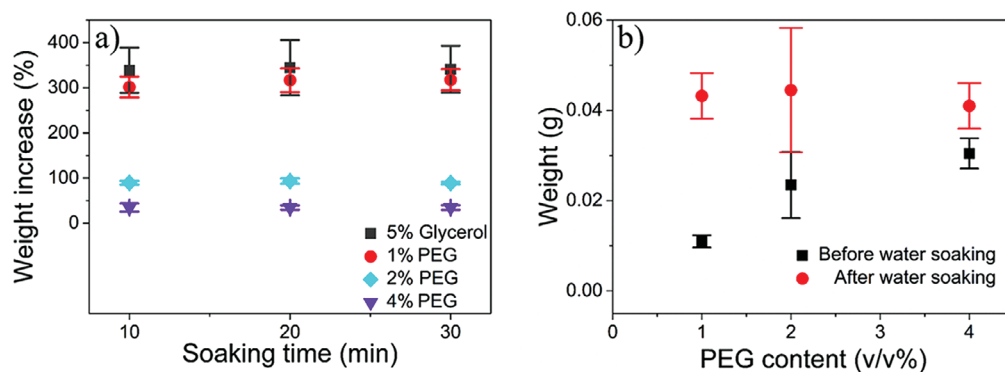 a)
Weight increase (%)
400
300
200
100
0
5% Glycerol
1% PEG
2% PEG
4% PEG
10
20
30
Soaking time (min)
b)
Weight (g)
0.06
0.04
0.02
0.00
Before water soaking
After water soaking
0
1
2
3
4
PEG content (v/v%)